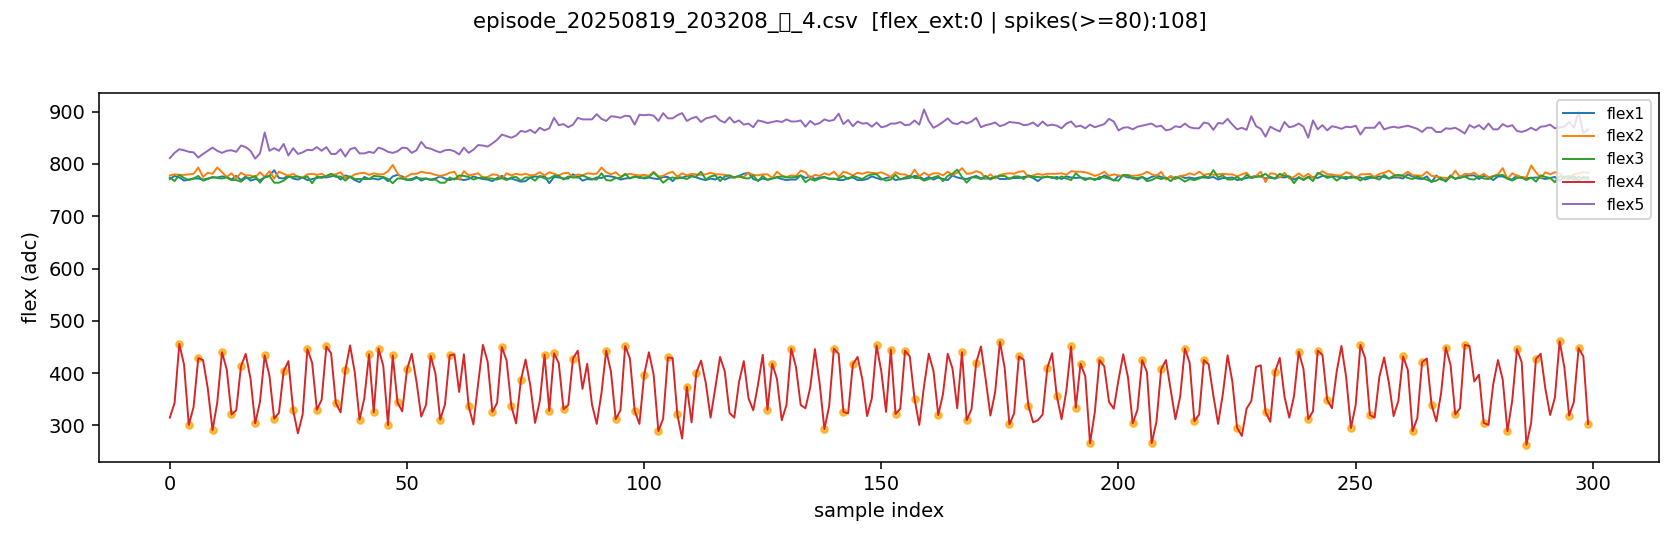 episode_20250819_203208_▯_4.csv  [flex_ext:0 | spikes(>=80):108]
900
800
700
600
500
400
300
flex (adc)
flex1
flex2
flex3
flex4
flex5
0
50
100
150
200
250
300
sample index